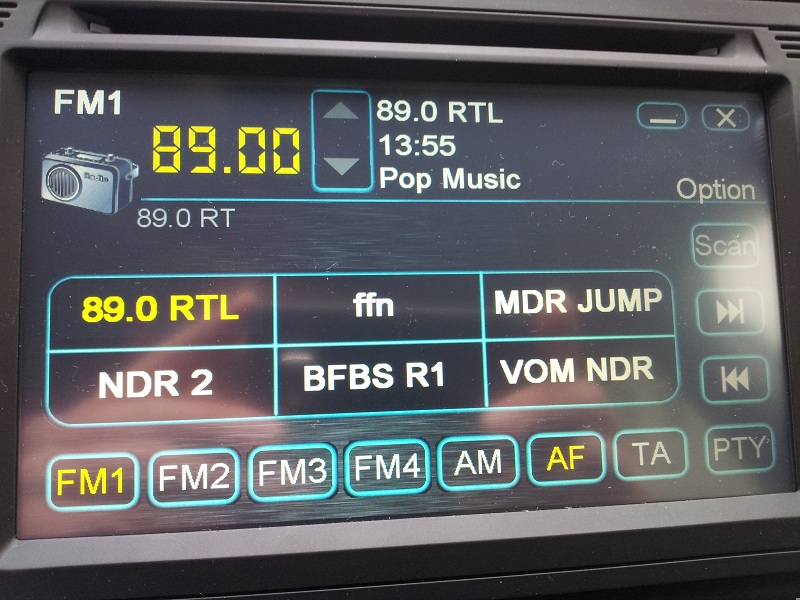 FM1
89.00
89.0 RTL
13:55
Pop Music
Option
Radio
89.0 RT
Scan
89.0 RTL ffn MDR JUMP
NDR 2 BFBS R1 VOM NDR
FM1 FM2 FM3 FM4 AM AF TA PTY